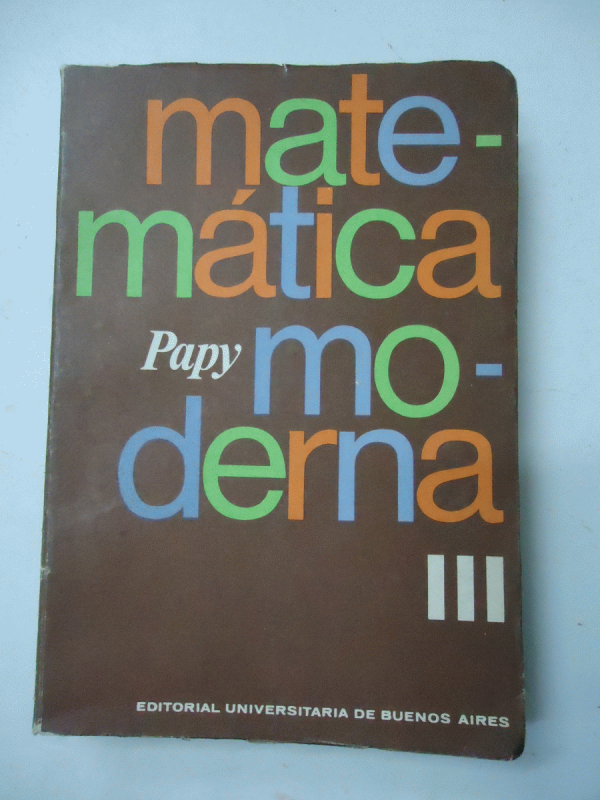 mate-
mática
Papy mo-
derna
III
EDITORIAL UNIVERSITARIA DE BUENOS AIRES